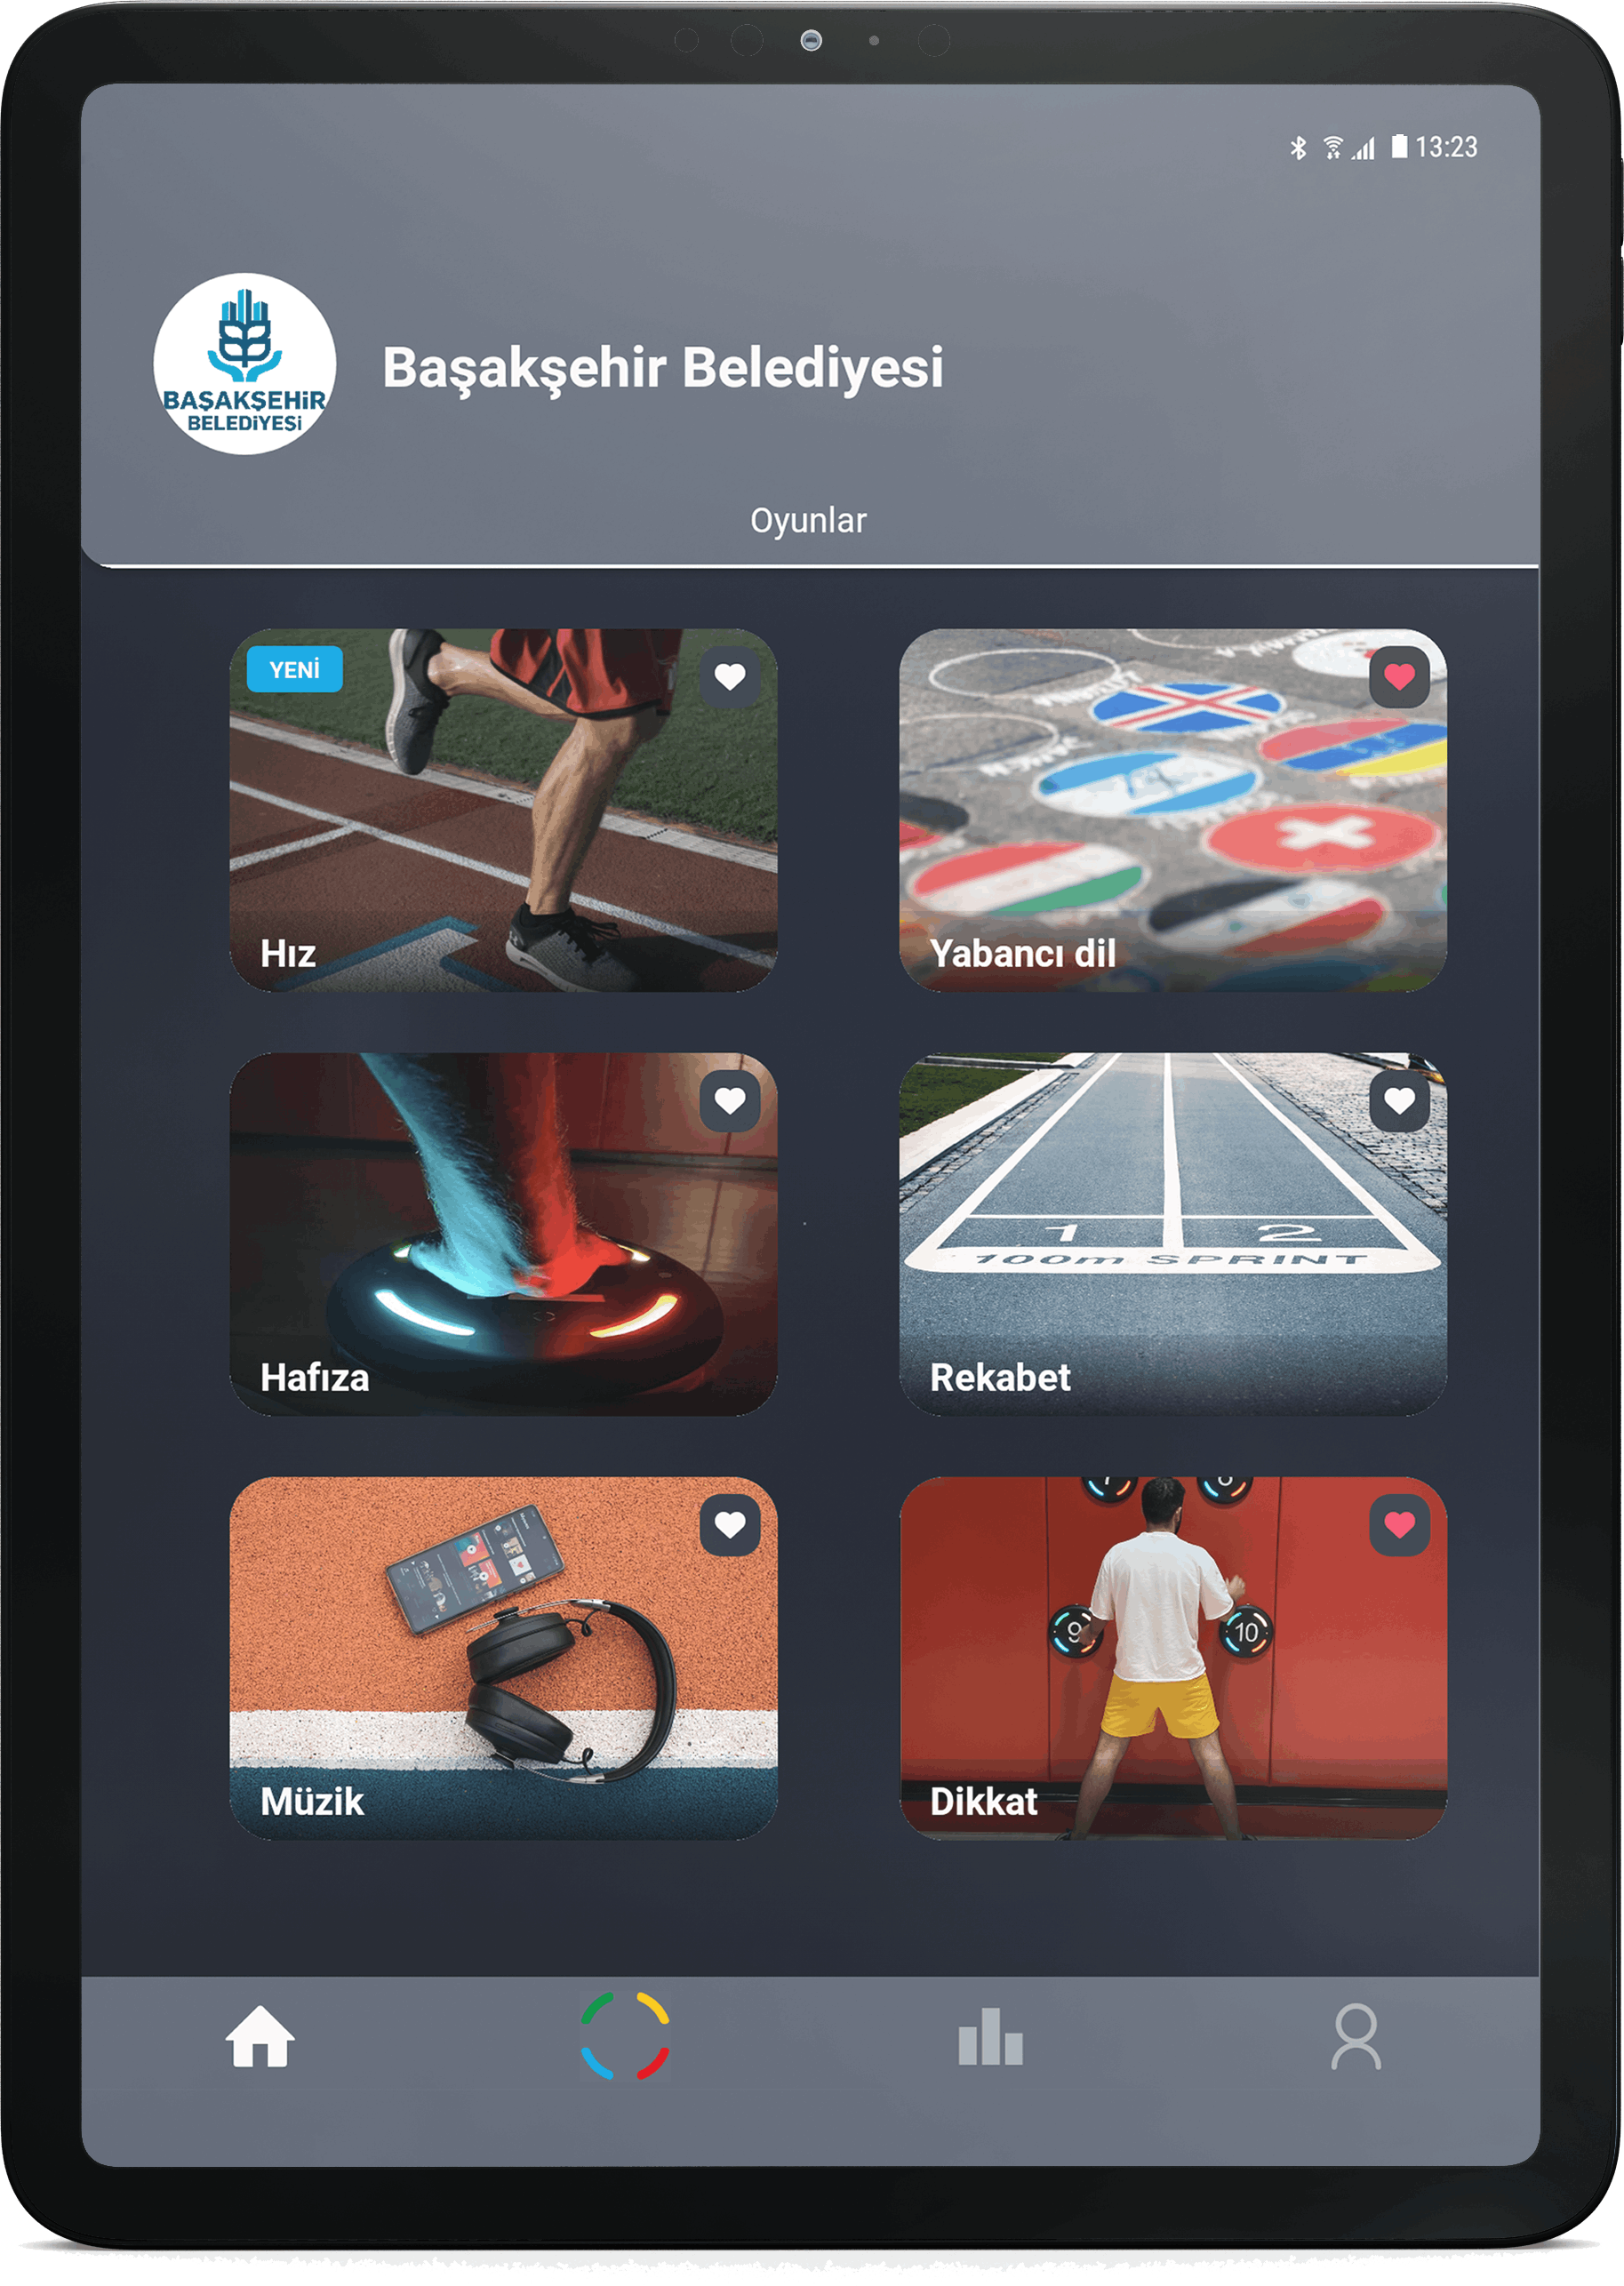 13:23
BAŞAKŞEHİR
BELEDİYESİ
Başakşehir Belediyesi
Oyunlar
YENİ
Hız
Yabancı dil
Hafıza
1 2
100m SPRINT
Rekabet
Müzik
9 10
Dikkat